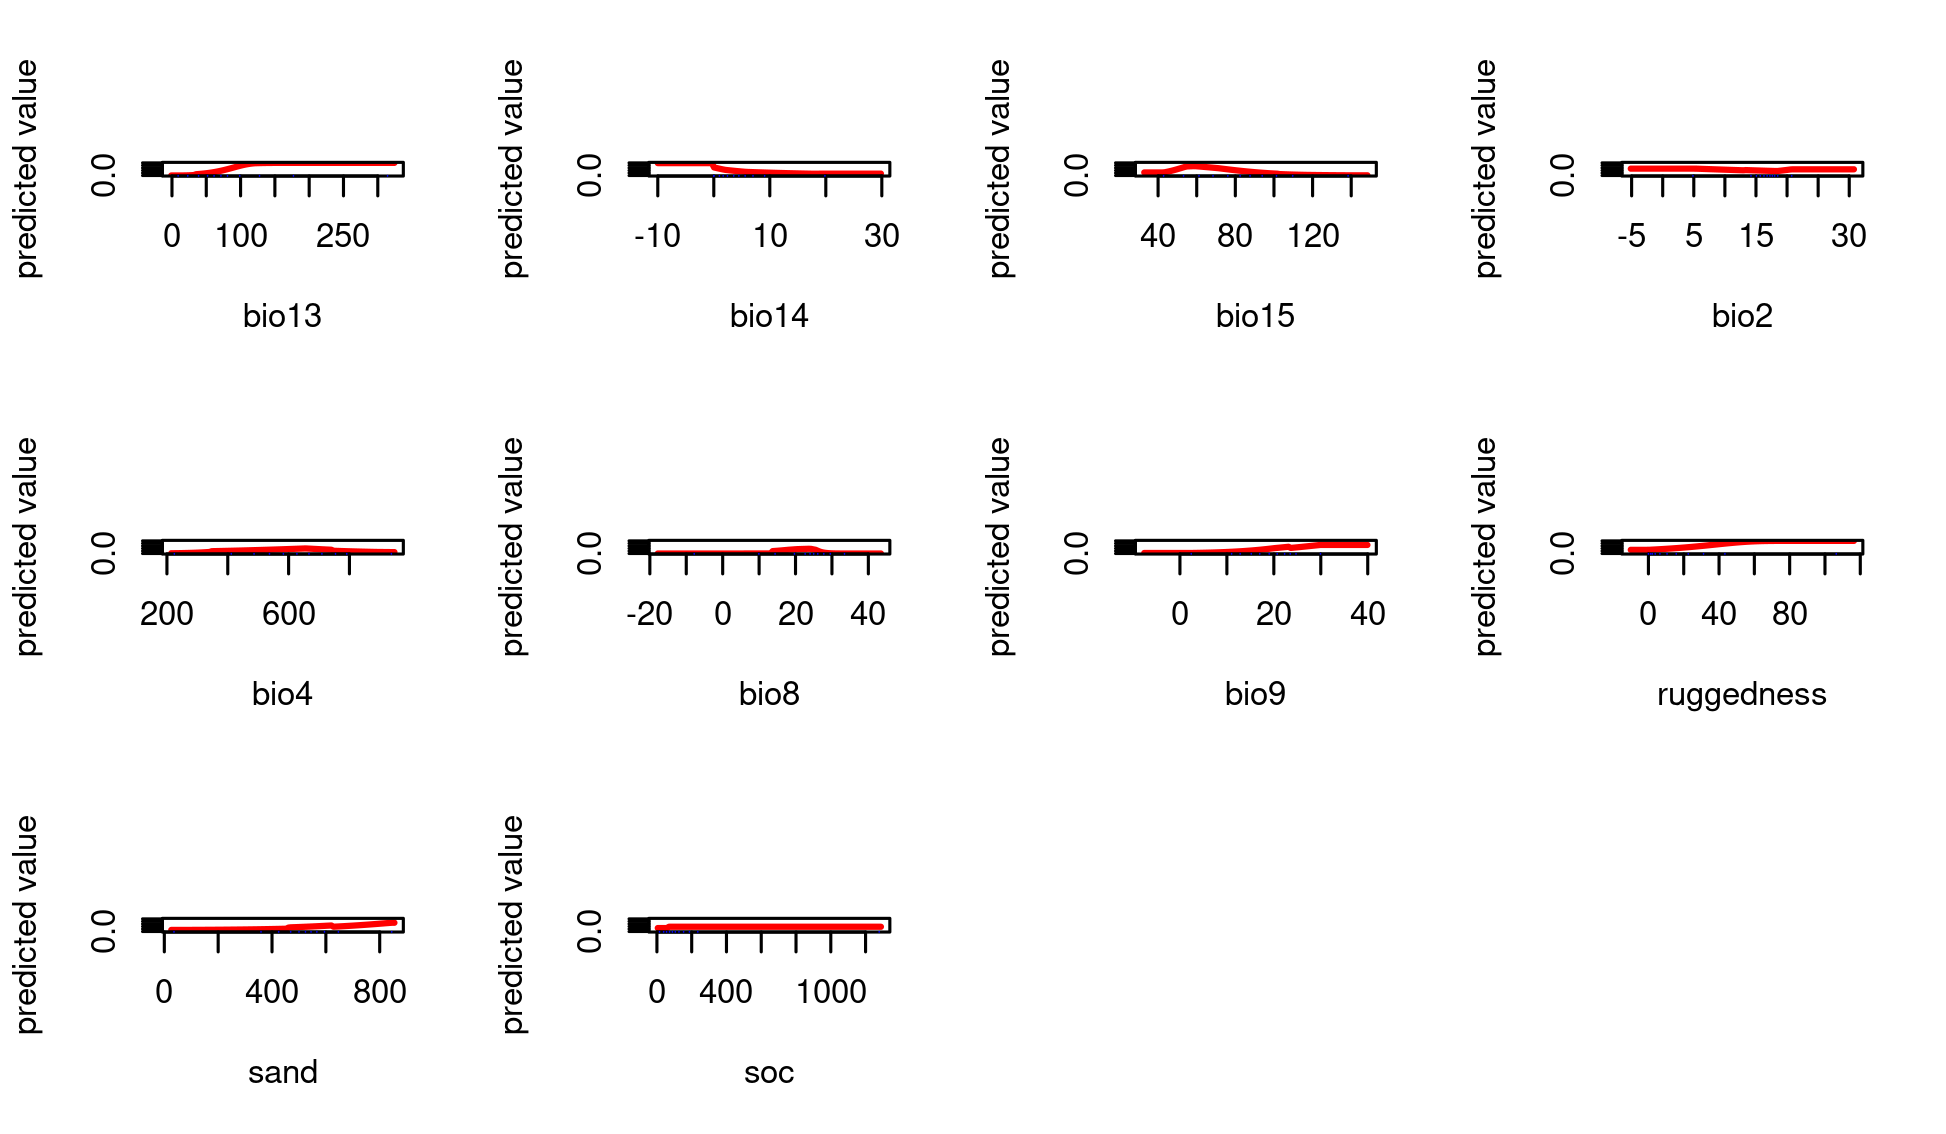 predicted value
0.0
0 100 250
bio13
predicted value
0.0
-10 10 30
bio14
predicted value
0.0
40 80 120
bio15
predicted value
0.0
-5 5 15 30
bio2
predicted value
0.0
200 600
bio4
predicted value
0.0
-20 0 20 40
bio8
predicted value
0.0
0 20 40
bio9
predicted value
0.0
0 40 80
ruggedness
predicted value
0.0
0 400 800
sand
predicted value
0.0
0 400 1000
soc